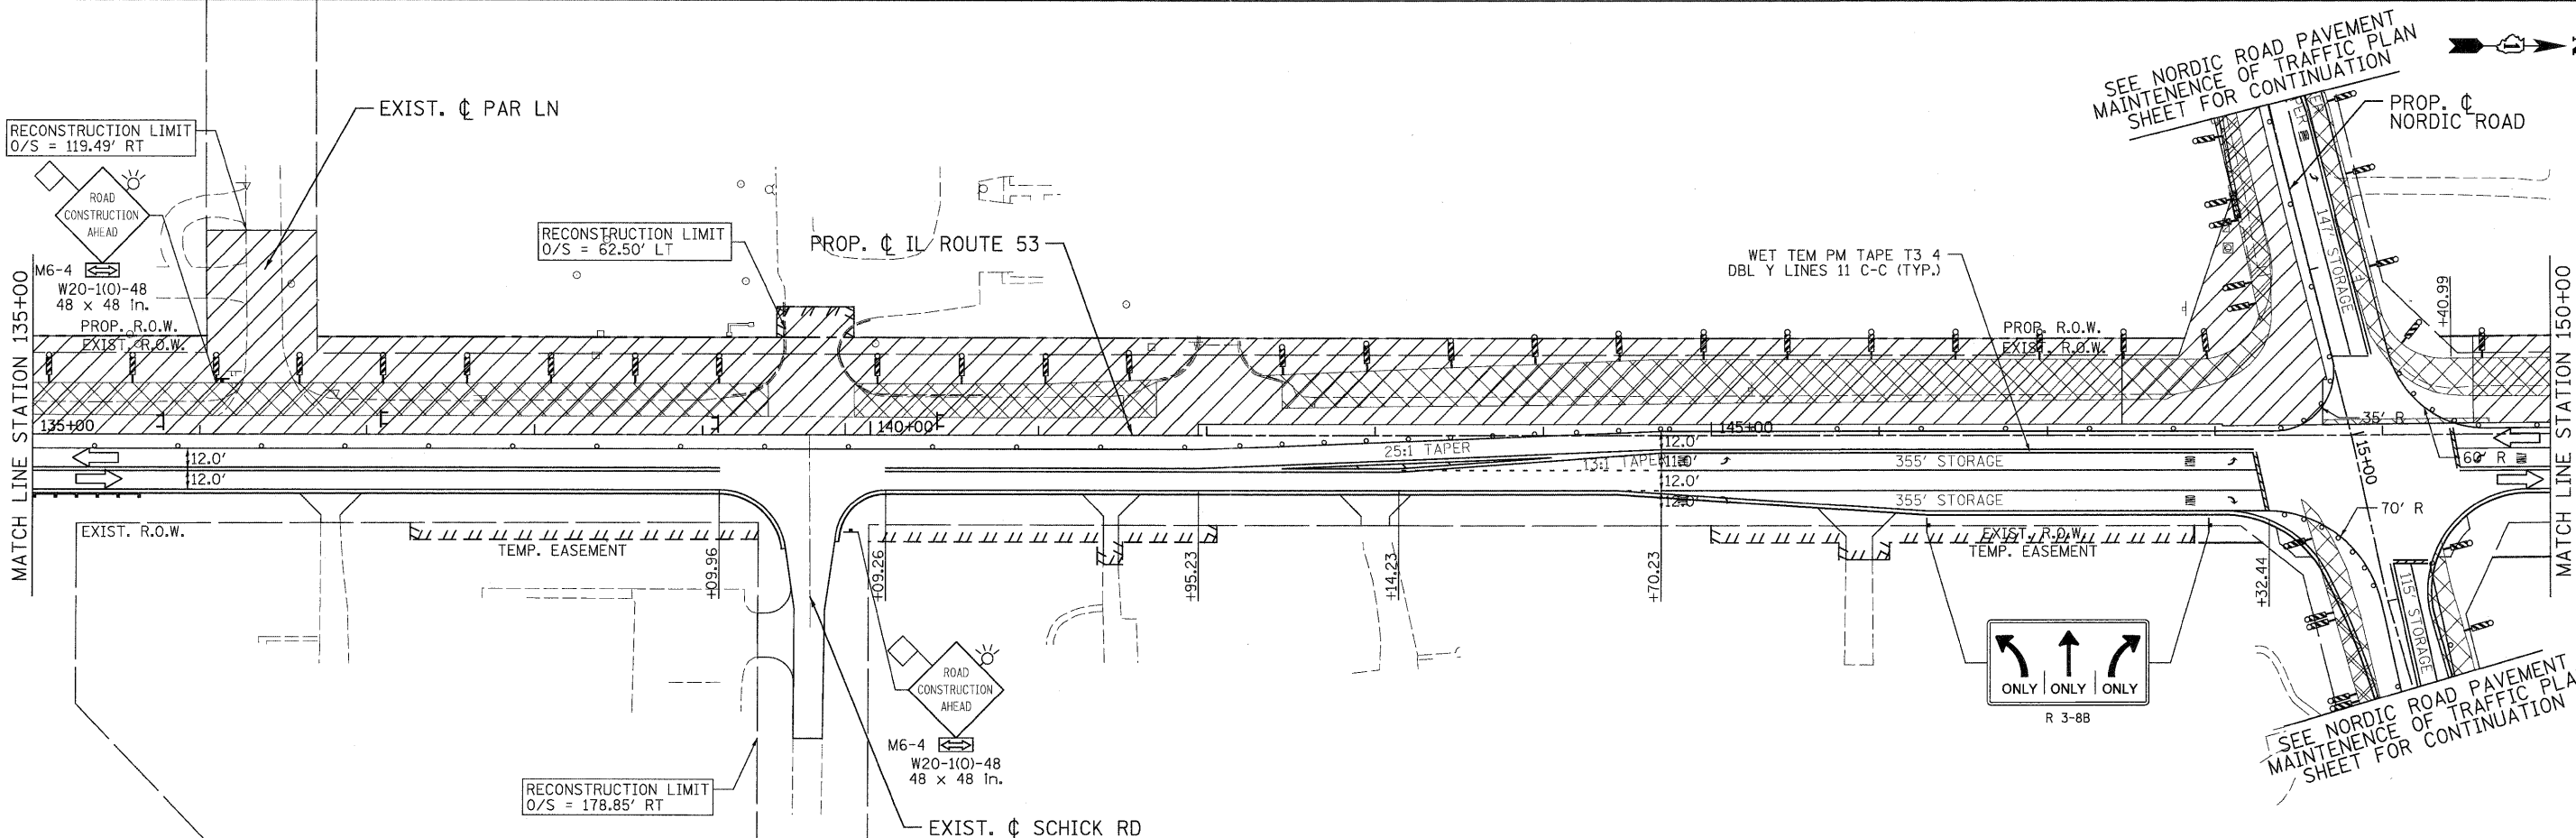 SEE NORDIC ROAD PAVEMENT
MAINTENENCE OF TRAFFIC PLAN
SHEET FOR CONTINUATION
PROP. ℄
NORDIC ROAD
EXIST. ℄ PAR LN
RECONSTRUCTION LIMIT
O/S = 119.49' RT
ROAD
CONSTRUCTION
AHEAD
M6-4
W20-1(O)-48
48 x 48 in.
RECONSTRUCTION LIMIT
O/S = 62.50' LT
PROP. ℄ IL ROUTE 53
WET TEM PM TAPE T3 4
DBL Y LINES 11 C-C (TYP.)
147' STORAGE
+40.99
PROP. R.O.W.
EXIST. R.O.W.
PROP. R.O.W.
EXIST. R.O.W.
MATCH LINE STATION 135+00
MATCH LINE STATION 150+00
135+00
140+00
145+00
35' R
12.0'
12.0'
25:1 TAPER
13:1 TAPER
12.0'
11.0'
12.0'
12.0'
355' STORAGE
355' STORAGE
15+00
60' R
70' R
EXIST. R.O.W.
TEMP. EASEMENT
EXIST. R.O.W.
TEMP. EASEMENT
+09.96
+09.26
+95.23
+14.23
+70.23
+32.44
115' STORAGE
ROAD
CONSTRUCTION
AHEAD
M6-4
W20-1(O)-48
48 x 48 in.
ONLY ONLY ONLY
R 3-8B
RECONSTRUCTION LIMIT
O/S = 178.85' RT
EXIST. ℄ SCHICK RD
SEE NORDIC ROAD PAVEMENT
MAINTENENCE OF TRAFFIC PLA
SHEET FOR CONTINUATION